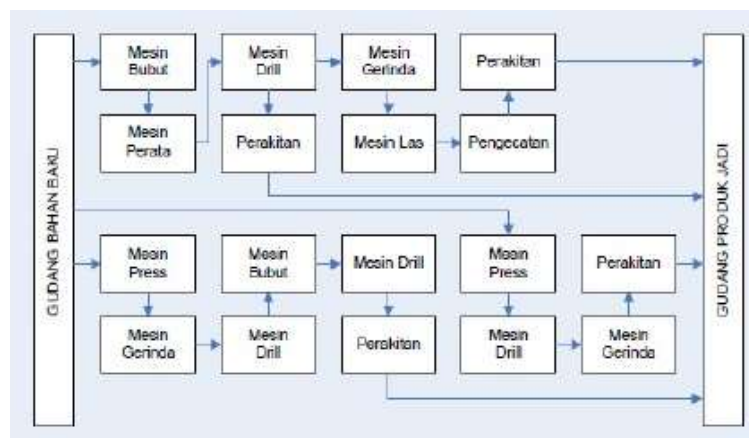 GUDANG BAHAN BAKU
Mesin
Bubut
Mesin
Drill
Mesin
Gerinda
Perakitan
Mesin
Perata
Perakitan
Mesin Las
Pengecatan
Mesin
Press
Mesin
Bubut
Mesin Drill
Mesin
Press
Perakitan
Mesin
Gerinda
Mesin
Drill
Perakitan
Mesin
Drill
Mesin
Gerinda
GUDANG PRODUK JADI